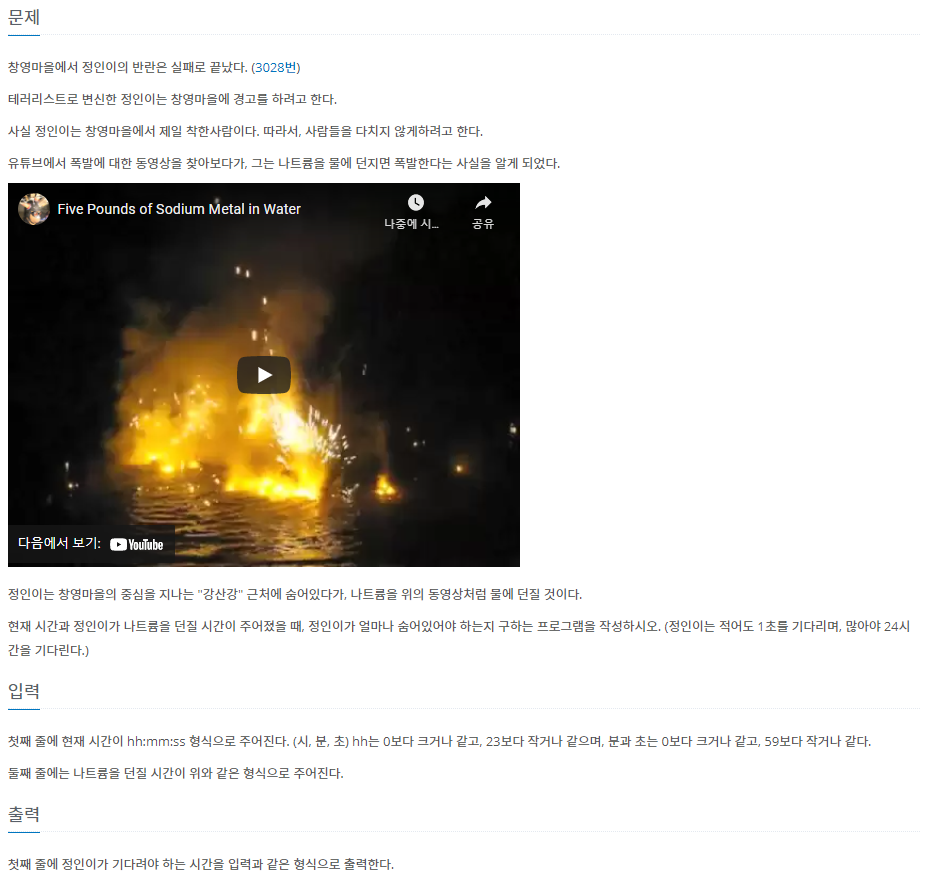 문제
창영마을에서 정인이의 반란은 실패로 끝났다. (3028번)
테러리스트로 변신한 정인이는 창영마을에 경고를 하려고 한다.
사실 정인이는 창영마을에서 제일 착한사람이다. 따라서, 사람들을 다치지 않게하려고 한다.
유튜브에서 폭발에 대한 동영상을 찾아보다가, 그는 나트륨을 물에 던지면 폭발한다는 사실을 알게 되었다.
Five Pounds of Sodium Metal in Water
나중에 시...
공유
다음에서 보기: YouTube
정인이는 창영마을의 중심을 지나는 "강산강" 근처에 숨어있다가, 나트륨을 위의 동영상처럼 물에 던질 것이다.
현재 시간과 정인이가 나트륨을 던질 시간이 주어졌을 때, 정인이가 얼마나 숨어있어야 하는지 구하는 프로그램을 작성하시오. (정인이는 적어도 1초를 기다리며, 많아야 24시
간을 기다린다.)
입력
첫째 줄에 현재 시간이 hh:mm:ss 형식으로 주어진다. (시, 분, 초) hh는 0보다 크거나 같고, 23보다 작거나 같으며, 분과 초는 0보다 크거나 같고, 59보다 작거나 같다.
둘째 줄에는 나트륨을 던질 시간이 위와 같은 형식으로 주어진다.
출력
첫째 줄에 정인이가 기다려야 하는 시간을 입력과 같은 형식으로 출력한다.